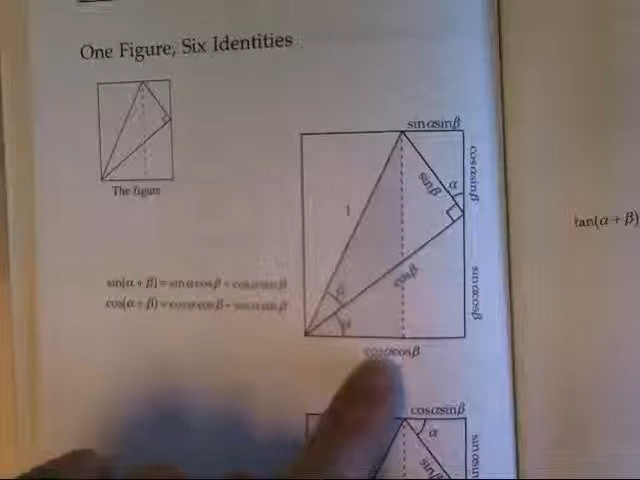 One Figure, Six Identities
The figure
sin(α + β) = sinαcosβ + cosαsinβ
cos(α + β) = cosαcosβ − sinαsinβ
sinαsinβ
cosαsinβ
sinβ
α
1
cosβ
sinαcosβ
β
α
cosαcosβ
tan(α + β)
cosαsinβ
α
sinβ